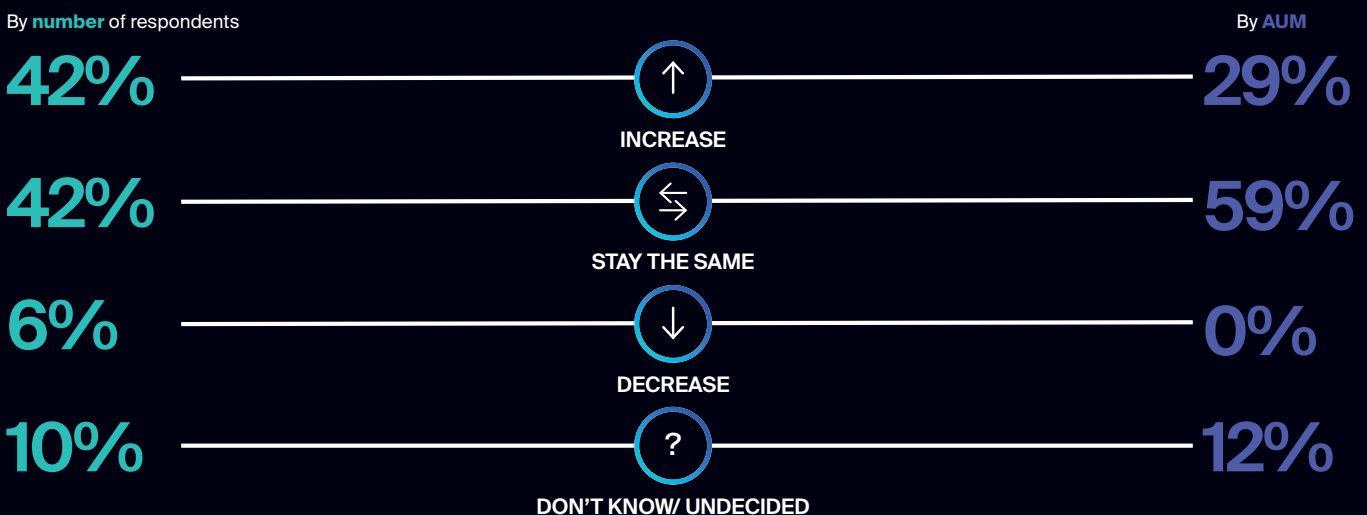 By number of respondents
By AUM
42%
29%
INCREASE
42%
59%
STAY THE SAME
6%
0%
DECREASE
10%
?
12%
DON'T KNOW/ UNDECIDED